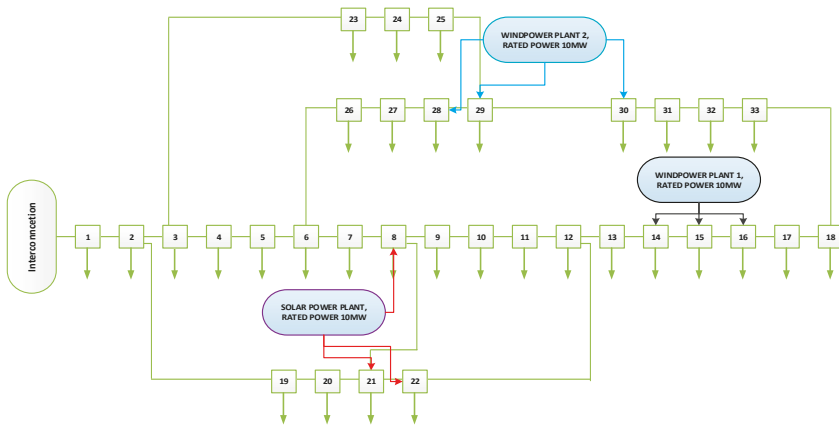 23 24 25
WINDPOWER PLANT 2,
RATED POWER 10MW
26 27 28 29 30 31 32 33
WINDPOWER PLANT 1,
RATED POWER 10MW
Interconncetion
1 2 3 4 5 6 7 8 9 10 11 12 13 14 15 16 17 18
SOLAR POWER PLANT,
RATED POWER 10MW
19 20 21 22